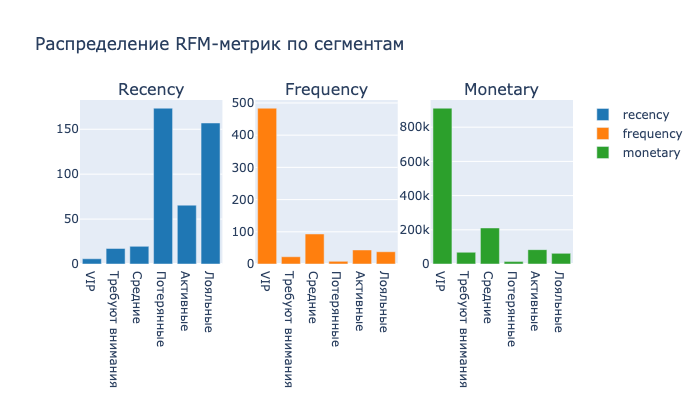 Распределение RFM-метрик по сегментам
Recency
Frequency
Monetary
150
100
50
0
VIP
Требуют внимания
Средние
Потерянные
Активные
Лояльные
500
400
300
200
100
0
VIP
Требуют внимания
Средние
Потерянные
Активные
Лояльные
800k
600k
400k
200k
0
VIP
Требуют внимания
Средние
Потерянные
Активные
Лояльные
recency
frequency
monetary